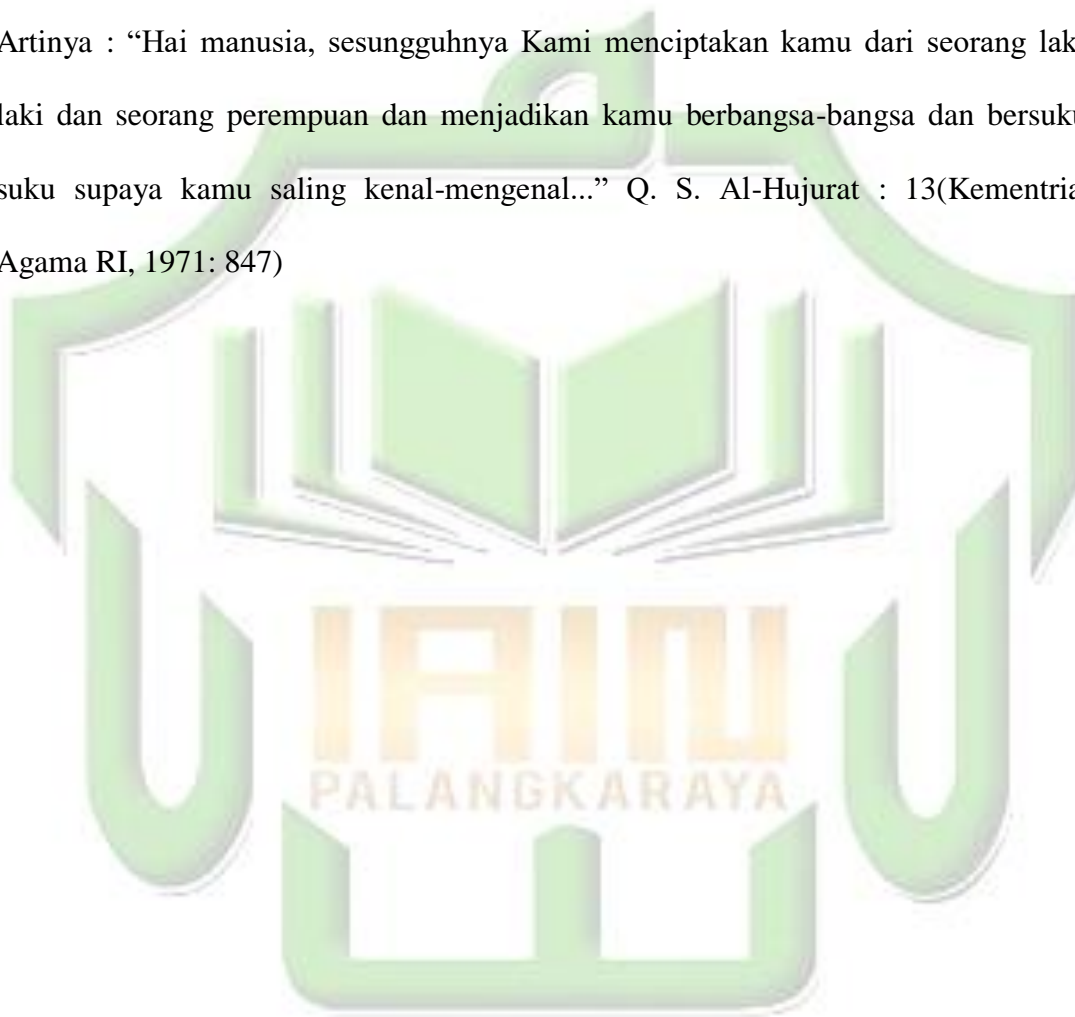 Artinya : “Hai manusia, sesungguhnya Kami menciptakan kamu dari seorang lak
laki dan seorang perempuan dan menjadikan kamu berbangsa-bangsa dan bersuku
suku supaya kamu saling kenal-mengenal...” Q. S. Al-Hujurat : 13(Kementria
Agama RI, 1971: 847)
IAIN
PALANGKARAYA